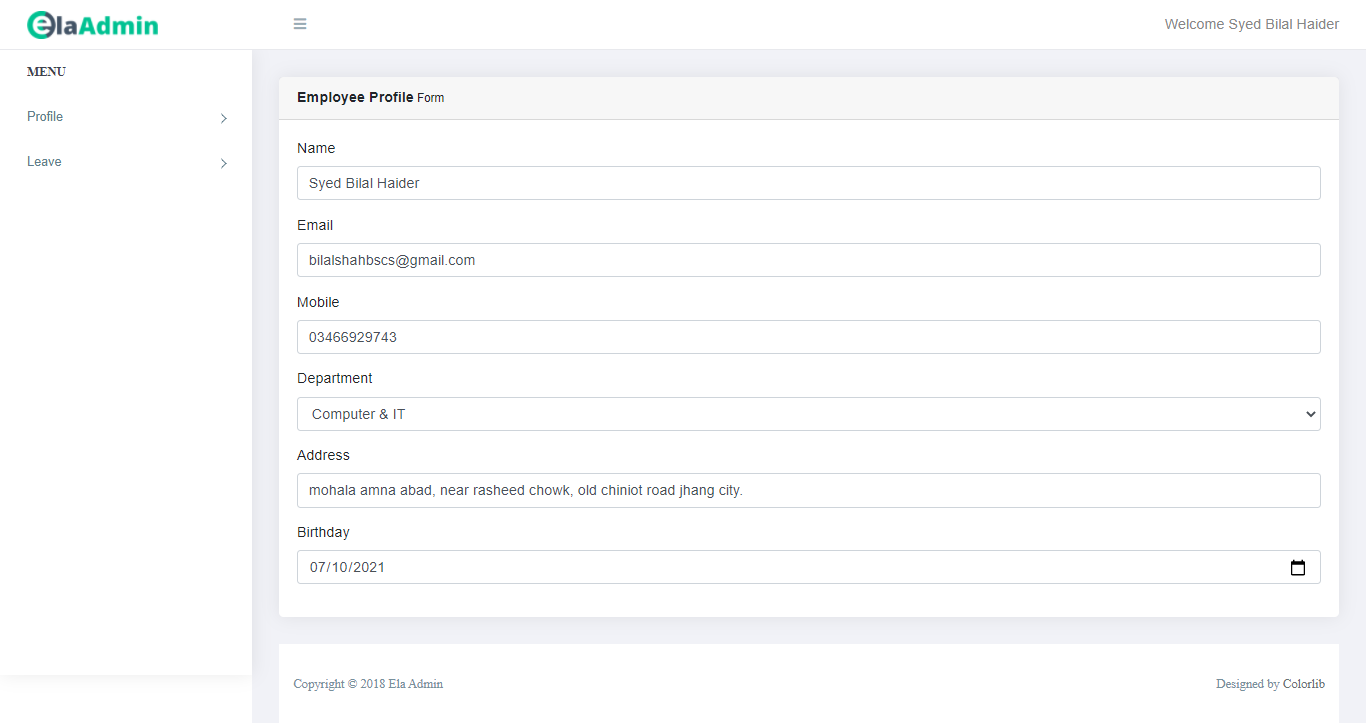 elaAdmin
Welcome Syed Bilal Haider
MENU
Profile
Leave
Employee Profile Form
Name
Syed Bilal Haider
Email
bilalshahbscs@gmail.com
Mobile
03466929743
Department
Computer & IT
Address
mohala amna abad, near rasheed chowk, old chiniot road jhang city.
Birthday
07/10/2021
Copyright © 2018 Ela Admin
Designed by Colorlib